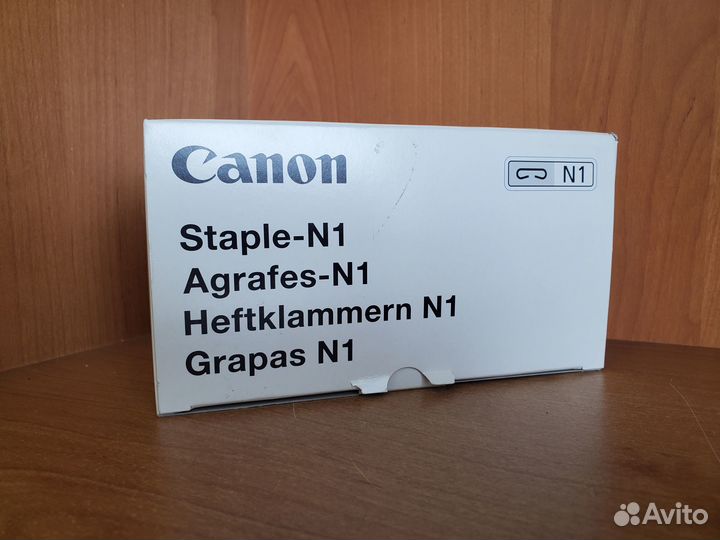 Canon
N1
Staple-N1
Agrafes-N1
Heftklammern N1
Grapas N1
Avito